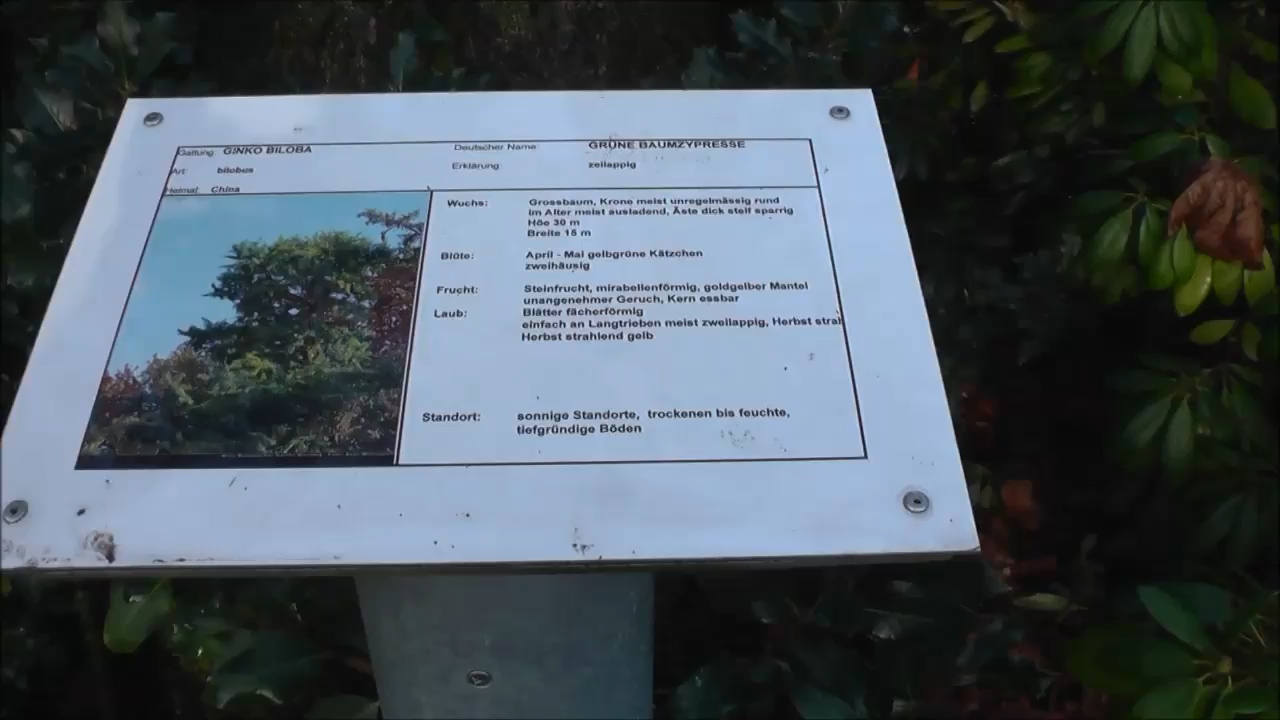 Gattung: GINKO BILOBA Deutscher Name: GRÜNE BAUMZYPRESSE
Art: bilobus Erklärung: zeilappig
Heimat: China
Wuchs: Grossbaum, Krone meist unregelmässig rund
im Alter meist ausladend, Äste dick steif sparrig
Höe 30 m
Breite 15 m
Blüte: April - Mai gelbgrüne Kätzchen
zweihäusig
Frucht: Steinfrucht, mirabellenförmig, goldgelber Mantel
unangenehmer Geruch, Kern essbar
Laub: Blätter fächerförmig
einfach an Langtrieben meist zweilappig, Herbst stral
Herbst strahlend gelb
Standort: sonnige Standorte, trockenen bis feuchte,
tiefgründige Böden